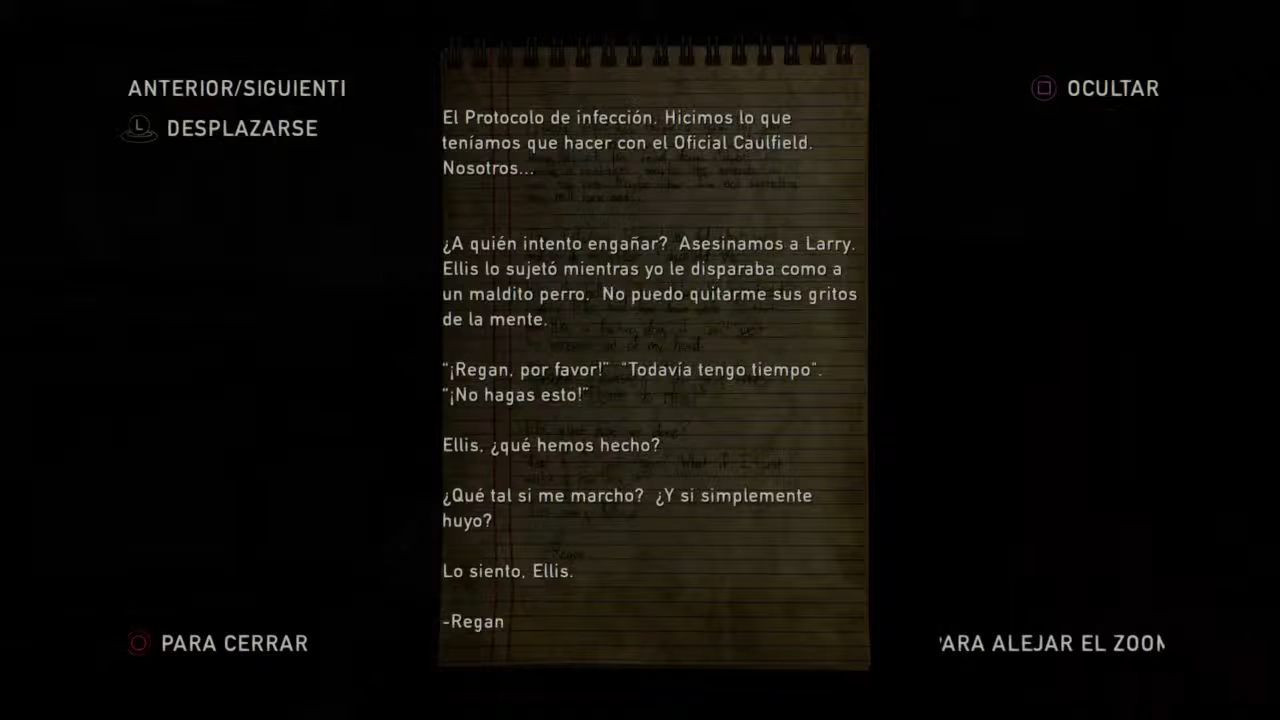 ANTERIOR/SIGUIENTI
OCULTAR
L DESPLAZARSE
El Protocolo de infección. Hicimos lo que
teníamos que hacer con el Oficial Caulfield.
Nosotros...
¿A quién intento engañar? Asesinamos a Larry.
Ellis lo sujetó mientras yo le disparaba como a
un maldito perro. No puedo quitarme sus gritos
de la mente.
"¡Regan, por favor!" "Todavía tengo tiempo".
"¡No hagas esto!"
Ellis, ¿qué hemos hecho?
¿Qué tal si me marcho? ¿Y si simplemente
huyo?
Lo siento, Ellis.
-Regan
PARA CERRAR
ALEJAR EL ZOOM